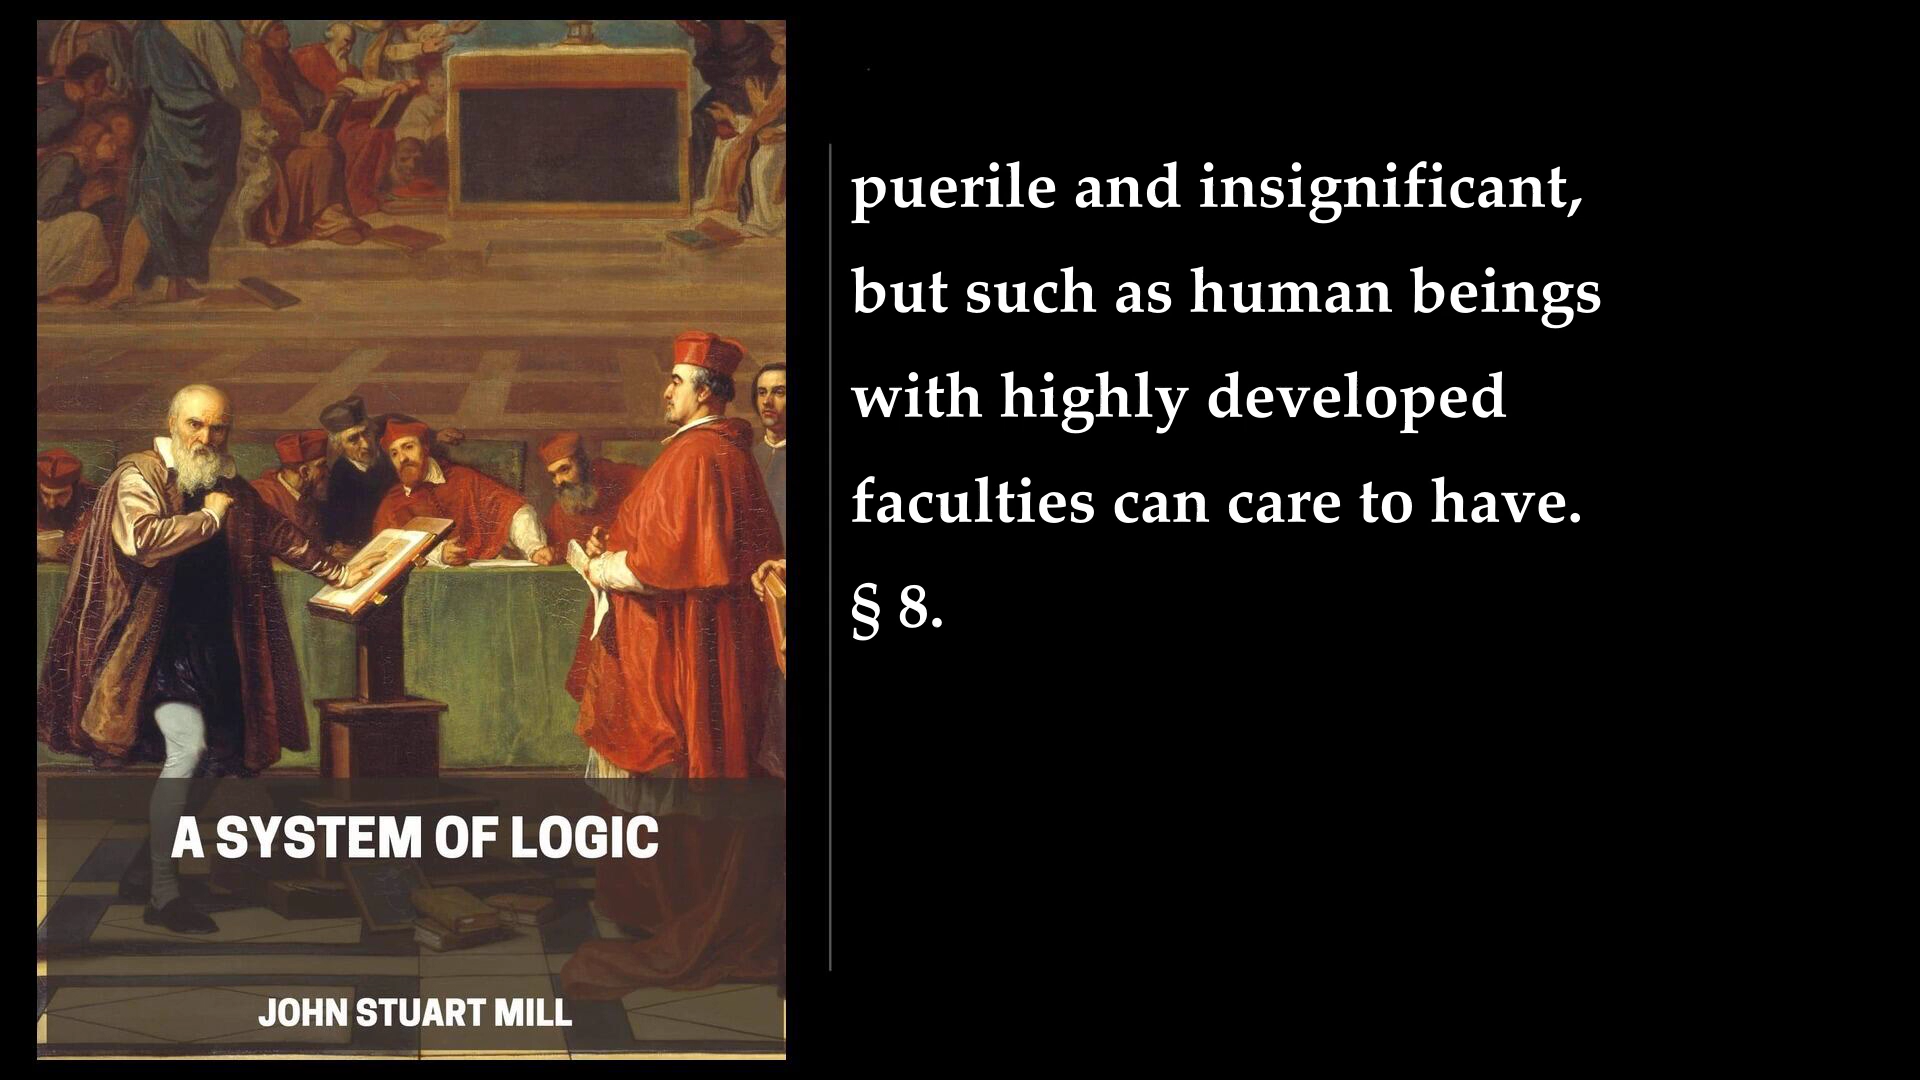 A SYSTEM OF LOGIC
JOHN STUART MILL
puerile and insignificant,
but such as human beings
with highly developed
faculties can care to have.
§ 8.